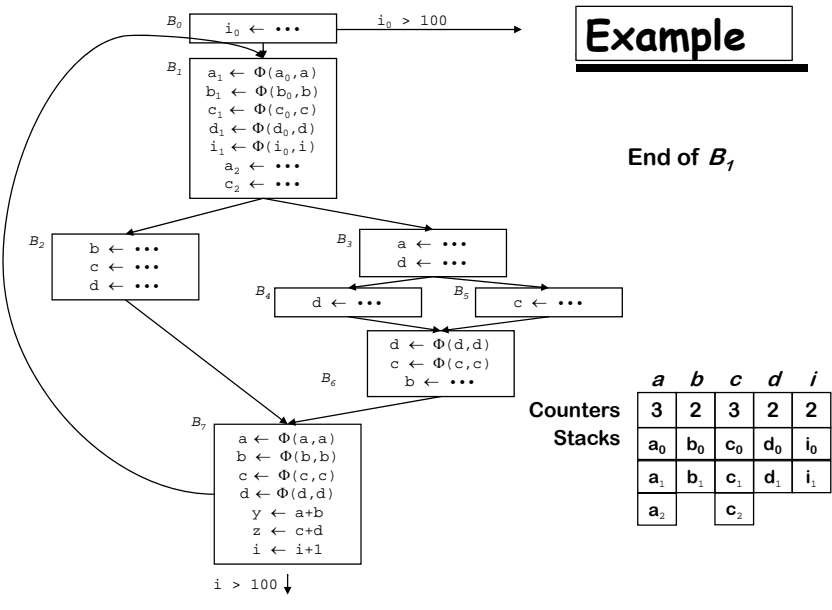 Example
End of B₁
B₀
i₀ ← •••
i₀ > 100
B₁
a₁ ← Φ(a₀,a)
b₁ ← Φ(b₀,b)
c₁ ← Φ(c₀,c)
d₁ ← Φ(d₀,d)
i₁ ← Φ(i₀,i)
a₂ ← •••
c₂ ← •••
B₂
b ← •••
c ← •••
d ← •••
B₃
a ← •••
d ← •••
B₄
d ← •••
B₅
c ← •••
B₆
d ← Φ(d,d)
c ← Φ(c,c)
b ← •••
B₇
a ← Φ(a,a)
b ← Φ(b,b)
c ← Φ(c,c)
d ← Φ(d,d)
y ← a+b
z ← c+d
i ← i+1
i > 100
a b c d i
Counters 3 2 3 2 2
Stacks a₀ b₀ c₀ d₀ i₀
a₁ b₁ c₁ d₁ i₁
a₂ c₂